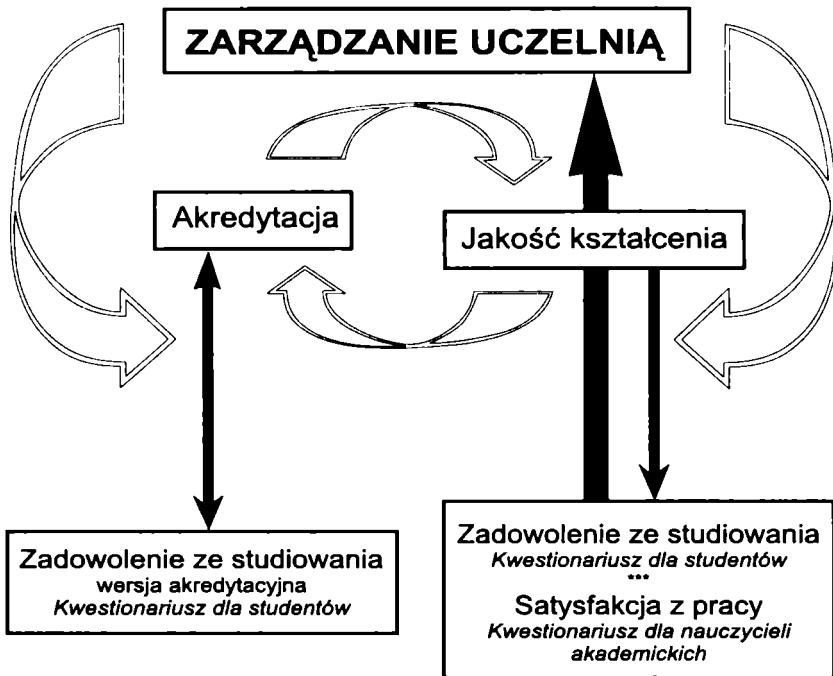 ZARZĄDZANIE UCZELNIĄ
Akredytacja
Jakość kształcenia
Zadowolenie ze studiowania
wersja akredytacyjna
Kwestionariusz dla studentów
Zadowolenie ze studiowania
Kwestionariusz dla studentów
***
Satysfakcja z pracy
Kwestionariusz dla nauczycieli
akademickich